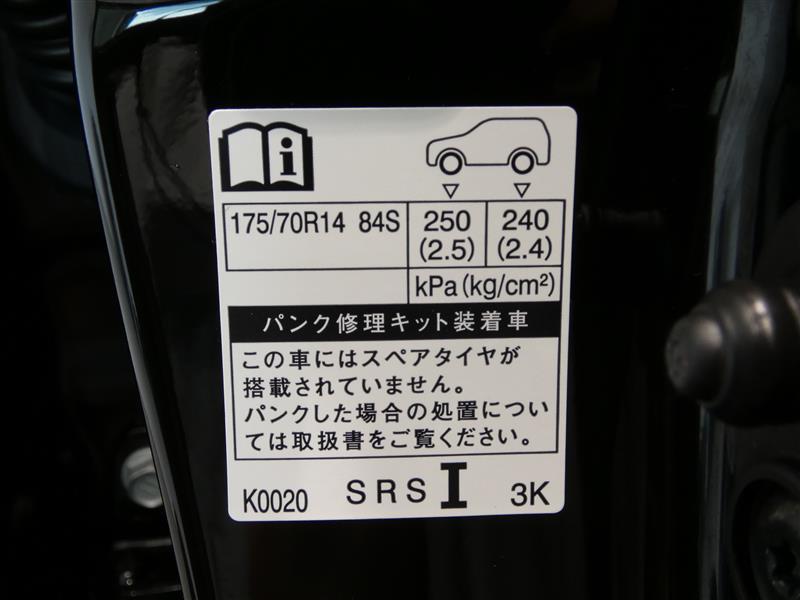 i
175/70R14 84S 250 240
(2.5) (2.4)
kPa(kg/cm²)
パンク修理キット装着車
この車にはスペアタイヤが
搭載されていません。
パンクした場合の処置につい
ては取扱書をご覧ください。
K0020 SRS I 3K